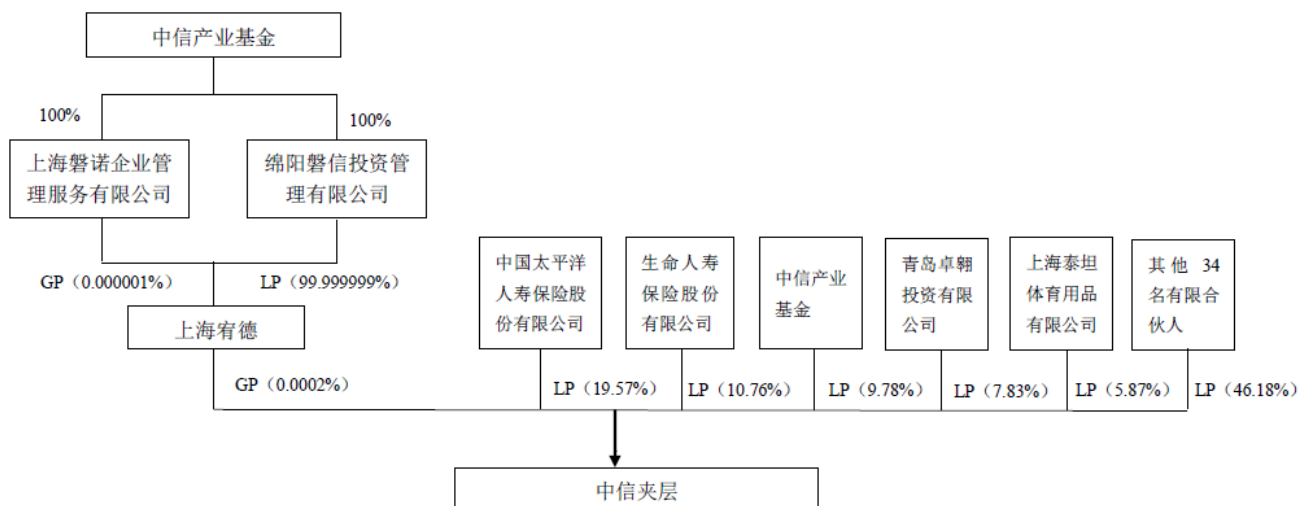 中信产业基金
100%
100%
上海磐诺企业管
理服务有限公司
绵阳磐信投资管
理有限公司
GP（0.000001%）
LP（99.999999%）
上海宥德
GP（0.0002%）
中国太平洋
人寿保险股
份有限公司
生命人寿
保险股份
有限公司
中信产业
基金
青岛卓翱
投资有限
公司
上海泰坦
体育用品
有限公司
其他 34
名有限合
伙人
LP（19.57%）
LP（10.76%）
LP（9.78%）
LP（7.83%）
LP（5.87%）
LP（46.18%）
中信夹层